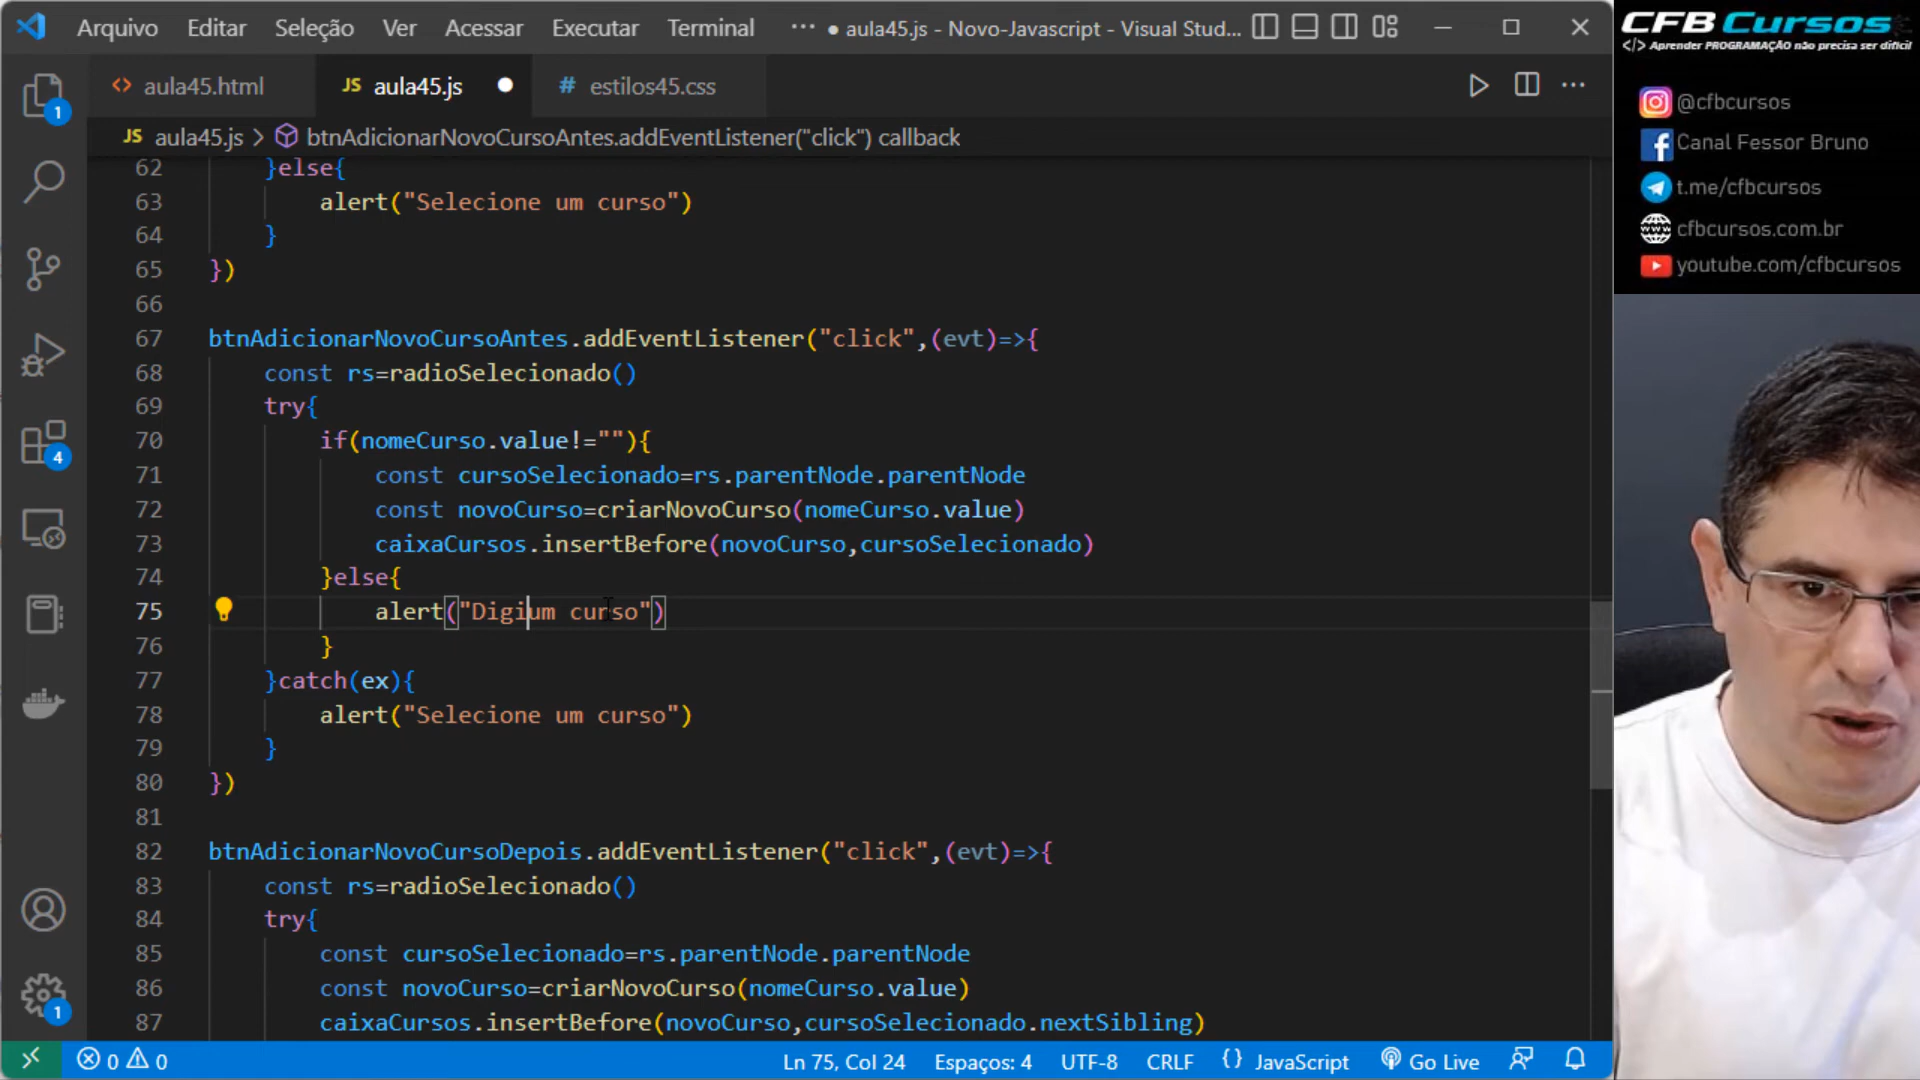 Arquivo Editar Seleção Ver Acessar Executar Terminal ··· ● aula45.js - Novo-Javascript - Visual Stud...
<> aula45.html JS aula45.js ● # estilos45.css ···
JS aula45.js > btnAdicionarNovoCursoAntes.addEventListener("click") callback
62 }else{
63 alert("Selecione um curso")
64 }
65 })
66
67 btnAdicionarNovoCursoAntes.addEventListener("click",(evt)=>{
68 const rs=radioSelecionado()
69 try{
70 if(nomeCurso.value!=""){
71 const cursoSelecionado=rs.parentNode.parentNode
72 const novoCurso=criarNovoCurso(nomeCurso.value)
73 caixaCursos.insertBefore(novoCurso,cursoSelecionado)
74 }else{
75 alert("Digium curso")
76 }
77 }catch(ex){
78 alert("Selecione um curso")
79 }
80 })
81
82 btnAdicionarNovoCursoDepois.addEventListener("click",(evt)=>{
83 const rs=radioSelecionado()
84 try{
85 const cursoSelecionado=rs.parentNode.parentNode
86 const novoCurso=criarNovoCurso(nomeCurso.value)
87 caixaCursos.insertBefore(novoCurso,cursoSelecionado.nextSibling)
1
4
1
0 0 Ln 75, Col 24 Espaços: 4 UTF-8 CRLF {} JavaScript Go Live
CFB Cursos
</> Aprender PROGRAMAÇÃO não precisa ser difícil
@cfbcursos
Canal Fessor Bruno
t.me/cfbcursos
cfbcursos.com.br
youtube.com/cfbcursos